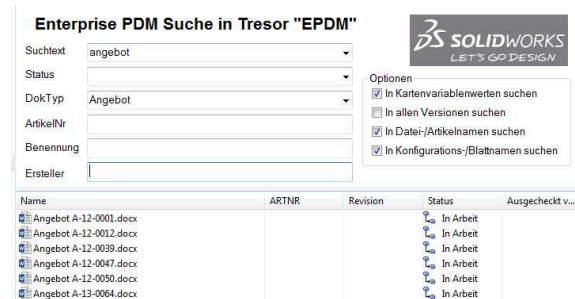 Enterprise PDM Suche in Tresor "EPDM"
SOLIDWORKS
LET'S GO DESIGN
Suchtext angebot
Status
DokTyp Angebot
ArtikelNr
Benennung
Ersteller
Optionen
In Kartenvariablenwerten suchen
In allen Versionen suchen
In Datei-/Artikelnamen suchen
In Konfigurations-/Blattnamen suchen
Name ARTNR Revision Status Ausgecheckt v...
Angebot A-12-0001.docx In Arbeit
Angebot A-12-0012.docx In Arbeit
Angebot A-12-0039.docx In Arbeit
Angebot A-12-0047.docx In Arbeit
Angebot A-12-0050.docx In Arbeit
Angebot A-13-0064.docx In Arbeit